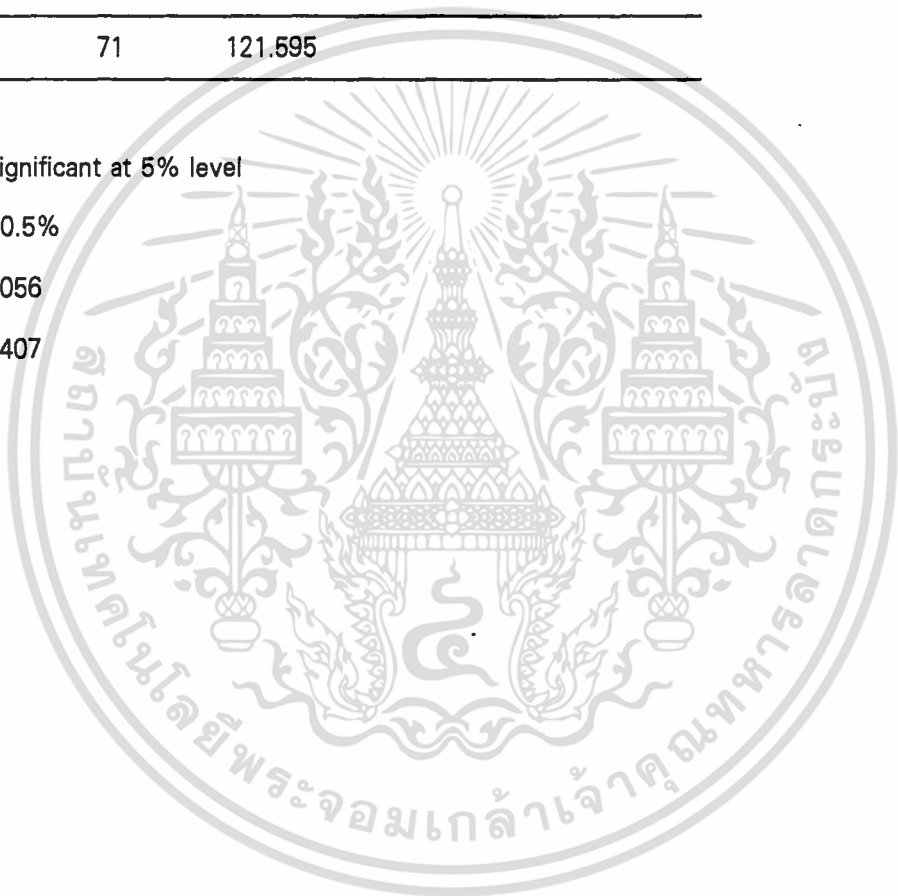 71 121.595
ignificant at 5% level
0.5%
056
407
๔
สถาบันเทคโนโลยีพระจอมเกล้าเจ้าคุณทหารลาดกระบัง